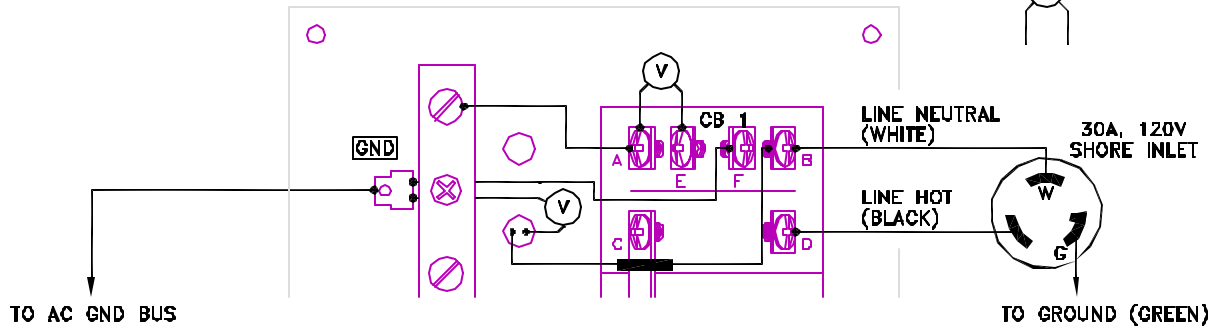 V
CB 1
LINE NEUTRAL
(WHITE)
30A, 120V
SHORE INLET
GND
A
B
E
F
W
LINE HOT
(BLACK)
V
C
D
G
TO AC GND BUS
TO GROUND (GREEN)